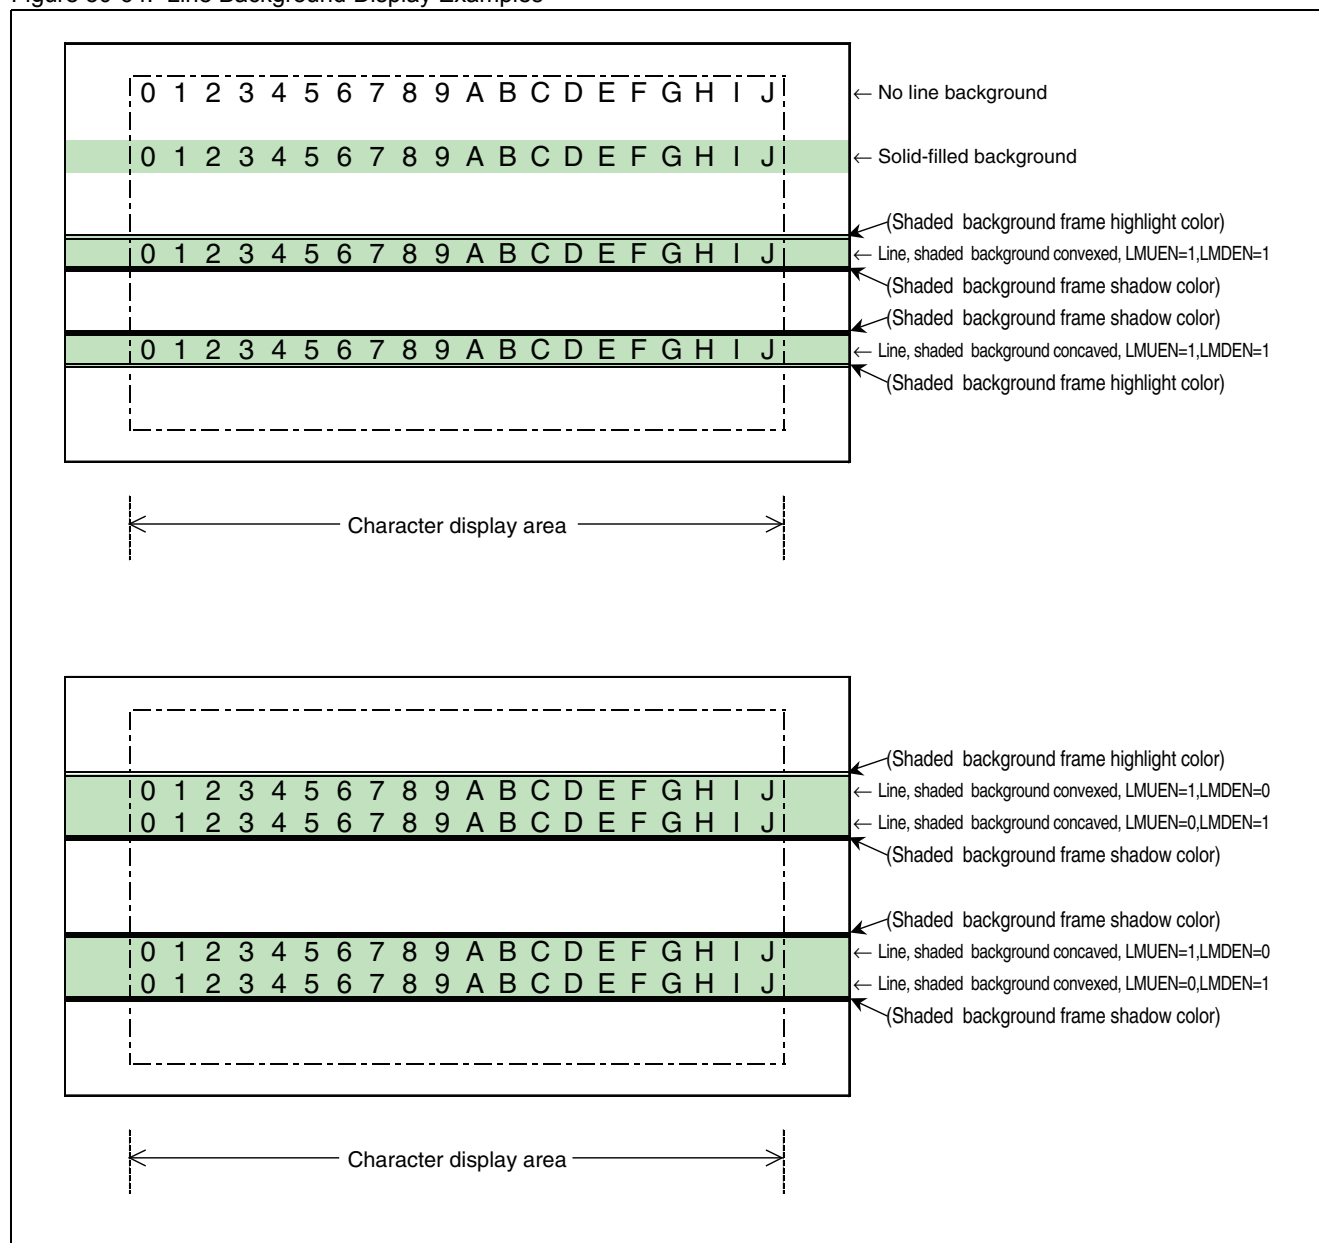 0 1 2 3 4 5 6 7 8 9 A B C D E F G H I J ← No line background
0 1 2 3 4 5 6 7 8 9 A B C D E F G H I J ← Solid-filled background
(Shaded background frame highlight color)
0 1 2 3 4 5 6 7 8 9 A B C D E F G H I J ← Line, shaded background convexed, LMUEN=1,LMDEN=1
(Shaded background frame shadow color)
(Shaded background frame shadow color)
0 1 2 3 4 5 6 7 8 9 A B C D E F G H I J ← Line, shaded background concaved, LMUEN=1,LMDEN=1
(Shaded background frame highlight color)
Character display area
(Shaded background frame highlight color)
0 1 2 3 4 5 6 7 8 9 A B C D E F G H I J ← Line, shaded background convexed, LMUEN=1,LMDEN=0
0 1 2 3 4 5 6 7 8 9 A B C D E F G H I J ← Line, shaded background concaved, LMUEN=0,LMDEN=1
(Shaded background frame shadow color)
(Shaded background frame shadow color)
0 1 2 3 4 5 6 7 8 9 A B C D E F G H I J ← Line, shaded background concaved, LMUEN=1,LMDEN=0
0 1 2 3 4 5 6 7 8 9 A B C D E F G H I J ← Line, shaded background convexed, LMUEN=0,LMDEN=1
(Shaded background frame shadow color)
Character display area